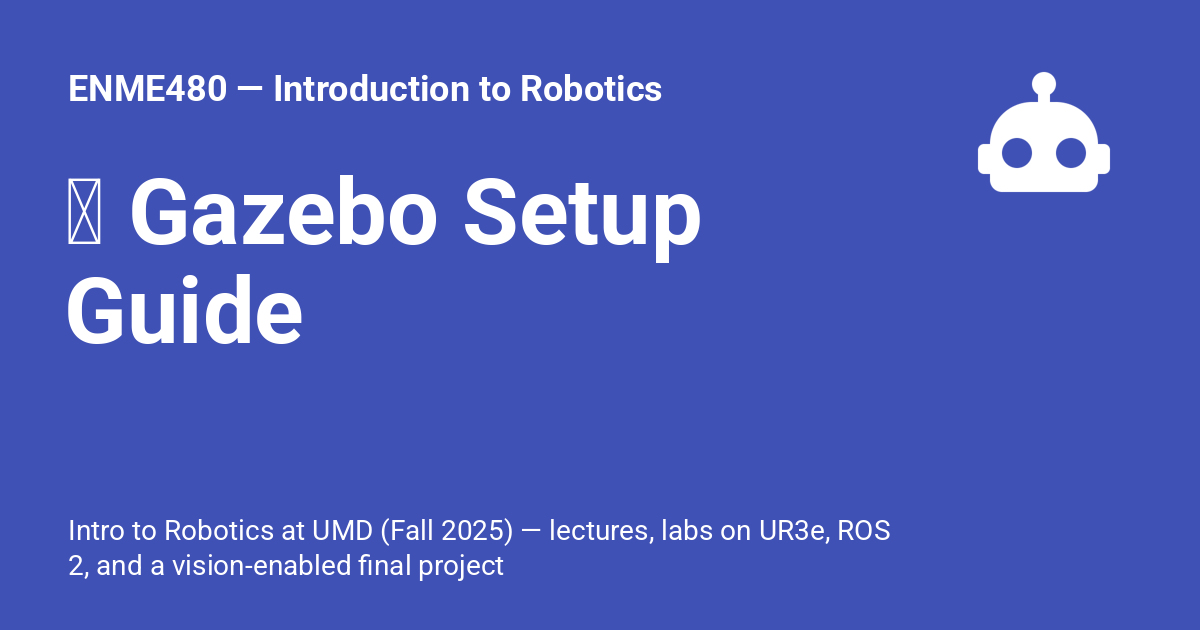 ENME480 — Introduction to Robotics
Gazebo Setup
Guide
Intro to Robotics at UMD (Fall 2025) — lectures, labs on UR3e, ROS
2, and a vision-enabled final project